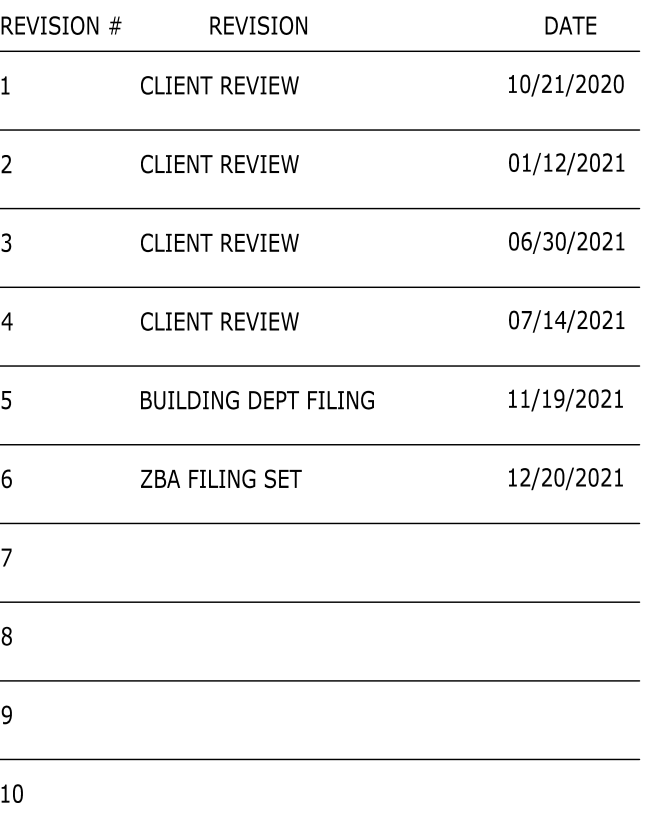 REVISION # REVISION DATE
1 CLIENT REVIEW 10/21/2020
2 CLIENT REVIEW 01/12/2021
3 CLIENT REVIEW 06/30/2021
4 CLIENT REVIEW 07/14/2021
5 BUILDING DEPT FILING 11/19/2021
6 ZBA FILING SET 12/20/2021
7
8
9
10